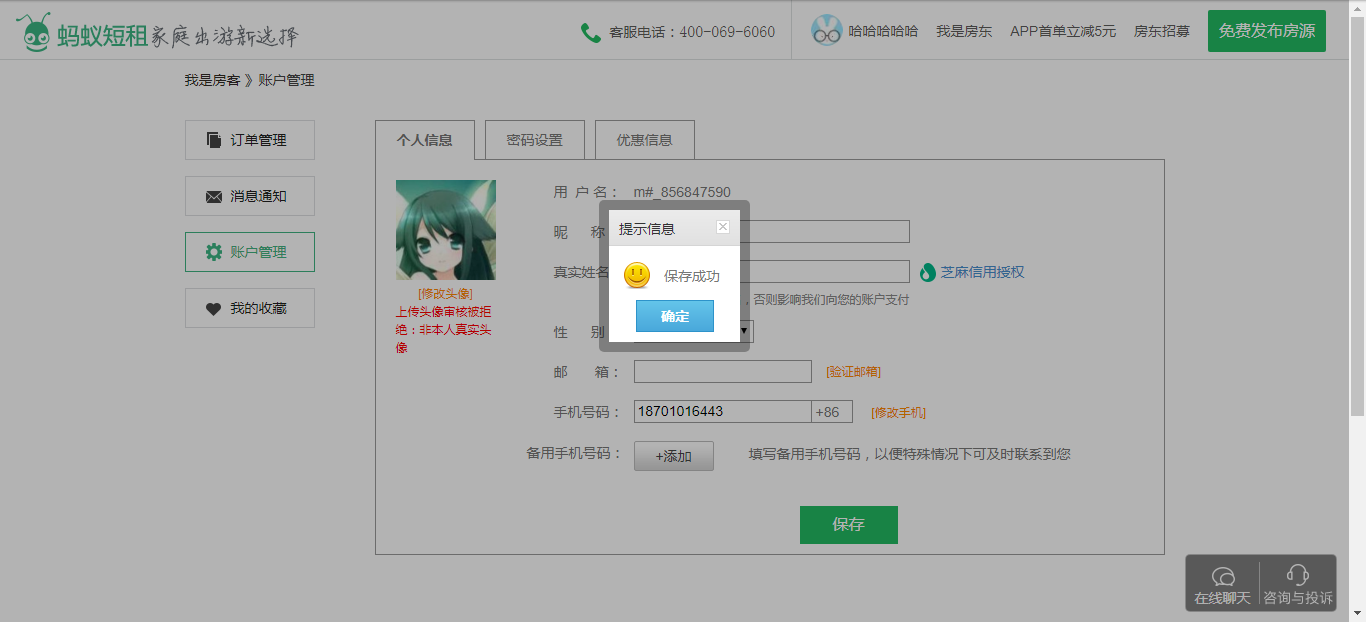 蚂蚁短租 家庭出游新选择
客服电话：400-069-6060
哈哈哈哈哈 我是房东 APP首单立减5元 房东招募 免费发布房源
我是房客 》账户管理
订单管理
消息通知
账户管理
我的收藏
个人信息 密码设置 优惠信息
[修改头像]
上传头像审核被拒
绝：非本人真实头
像
用 户 名： m#_856847590
昵 称
真实姓名
芝麻信用授权
，否则影响我们向您的账户支付
性 别
邮 箱： [验证邮箱]
手机号码： 18701016443 +86 [修改手机]
备用手机号码： +添加 填写备用手机号码，以便特殊情况下可及时联系到您
保存
提示信息
保存成功
确定
在线聊天 咨询与投诉